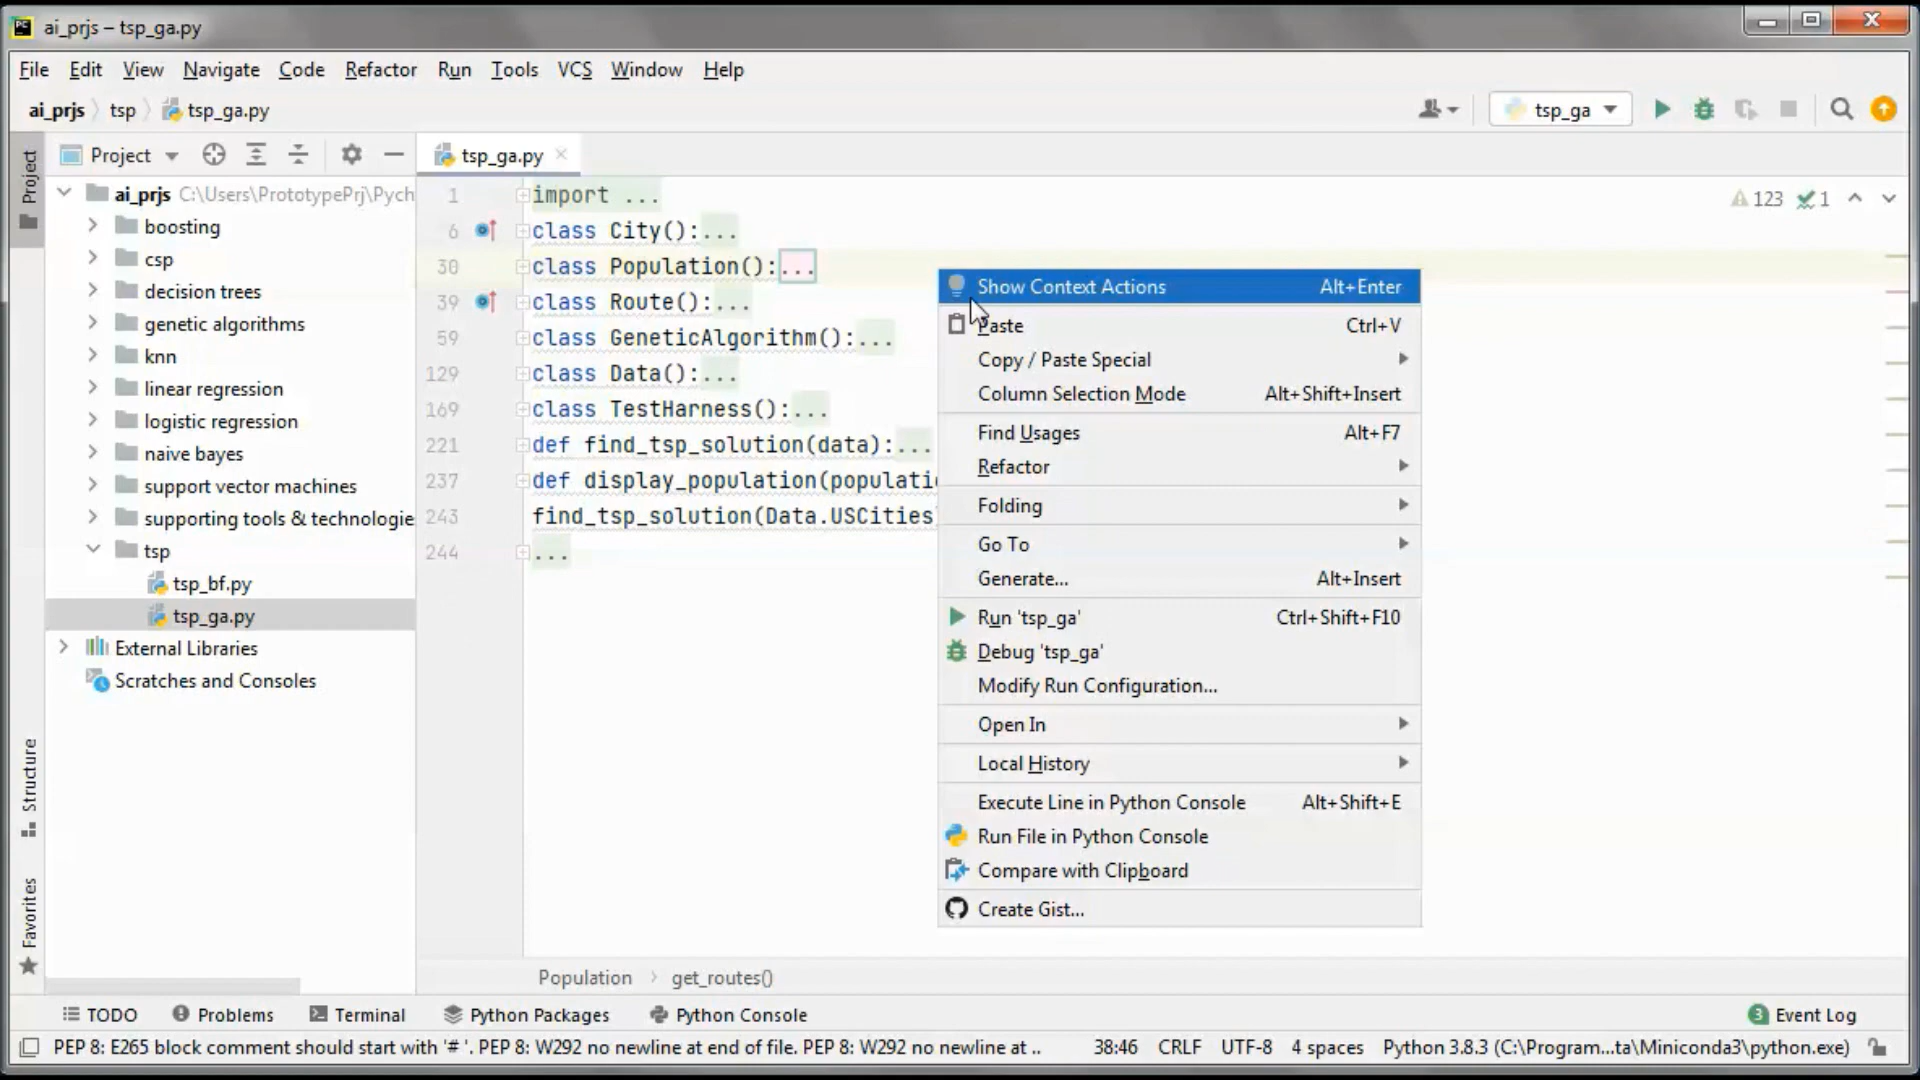 ai_prjs – tsp_ga.py
File Edit View Navigate Code Refactor Run Tools VCS Window Help
ai_prjs tsp tsp_ga.py
tsp_ga
Project
Project
tsp_ga.py
ai_prjs C:\Users\PrototypePrj\Pych
boosting
csp
decision trees
genetic algorithms
knn
linear regression
logistic regression
naive bayes
support vector machines
supporting tools & technologie
tsp
tsp_bf.py
tsp_ga.py
External Libraries
Scratches and Consoles
Structure
Favorites
1 import ...
6 class City():...
30 class Population():...
39 class Route():...
59 class GeneticAlgorithm():...
129 class Data():...
169 class TestHarness():...
221 def find_tsp_solution(data):...
237 def display_population(populati
243 find_tsp_solution(Data.USCities
244 ...
123 1
Show Context Actions Alt+Enter
Paste Ctrl+V
Copy / Paste Special
Column Selection Mode Alt+Shift+Insert
Find Usages Alt+F7
Refactor
Folding
Go To
Generate... Alt+Insert
Run 'tsp_ga' Ctrl+Shift+F10
Debug 'tsp_ga'
Modify Run Configuration...
Open In
Local History
Execute Line in Python Console Alt+Shift+E
Run File in Python Console
Compare with Clipboard
Create Gist...
Population get_routes()
TODO Problems Terminal Python Packages Python Console 3 Event Log
PEP 8: E265 block comment should start with '# '. PEP 8: W292 no newline at end of file. PEP 8: W292 no newline at .. 38:46 CRLF UTF-8 4 spaces Python 3.8.3 (C:\Program...ta\Miniconda3\python.exe)